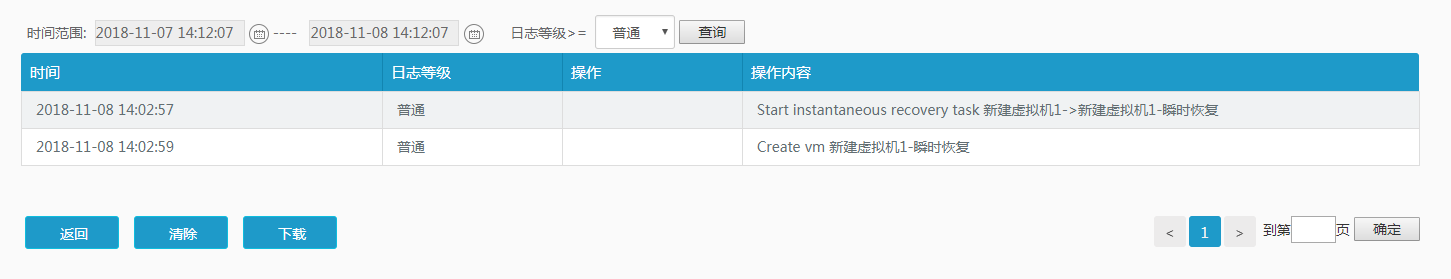 时间范围: 2018-11-07 14:12:07 ---- 2018-11-08 14:12:07 日志等级>= 普通 查询
时间 日志等级 操作 操作内容
2018-11-08 14:02:57 普通 Start instantaneous recovery task 新建虚拟机1->新建虚拟机1-瞬时恢复
2018-11-08 14:02:59 普通 Create vm 新建虚拟机1-瞬时恢复
返回 清除 下载 < 1 > 到第 页 确定